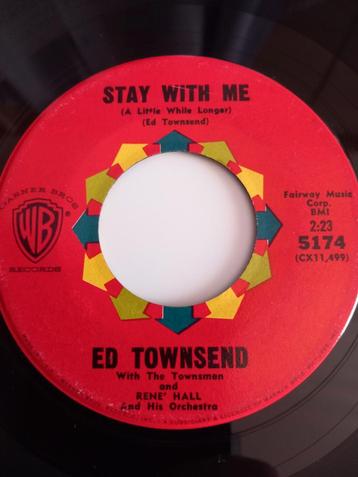 STAY WiTH ME
(A Little While Longer)
(Ed Townsend)
WARNER BROS
WB
RECORDS
Fairway Music
Corp.
BMI
2:23
5174
(CX11,499)
ED TOWNSEND
With The Townsmen
and
RENE' HALL
And His Orchestra